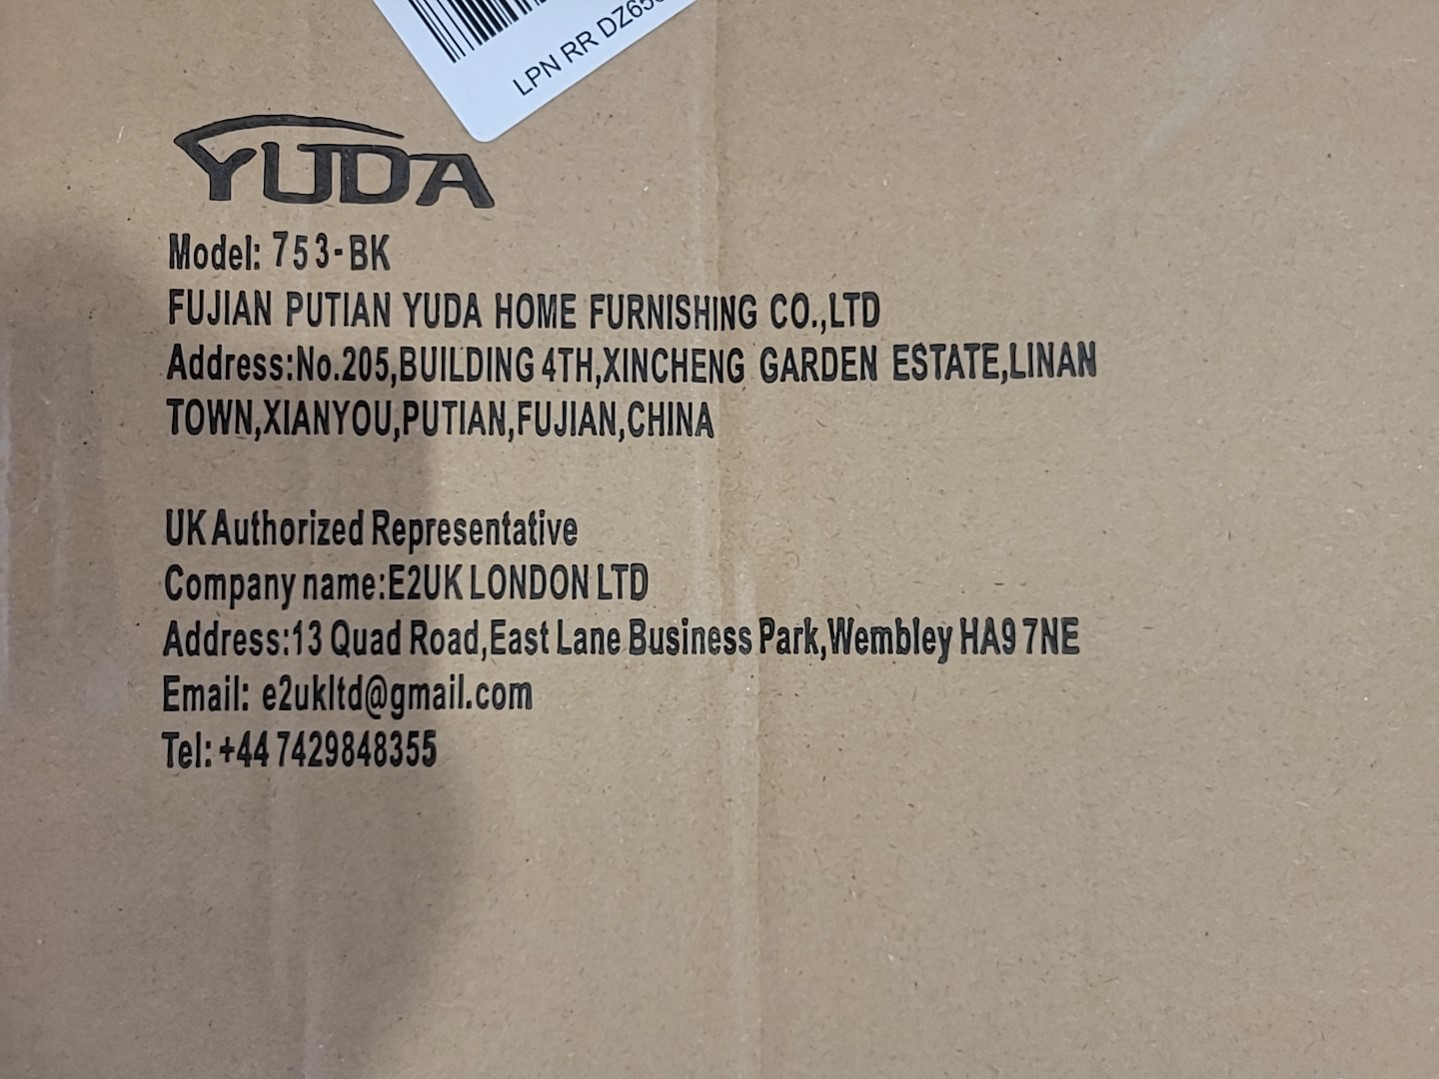 LPN RR DZ65
YUDA
Model: 753-BK
FUJIAN PUTIAN YUDA HOME FURNISHING CO.,LTD
Address:No.205,BUILDING 4TH,XINCHENG GARDEN ESTATE,LINAN
TOWN,XIANYOU,PUTIAN,FUJIAN,CHINA
UK Authorized Representative
Company name:E2UK LONDON LTD
Address:13 Quad Road,East Lane Business Park,Wembley HA9 7NE
Email: e2ukltd@gmail.com
Tel:+44 7429848355